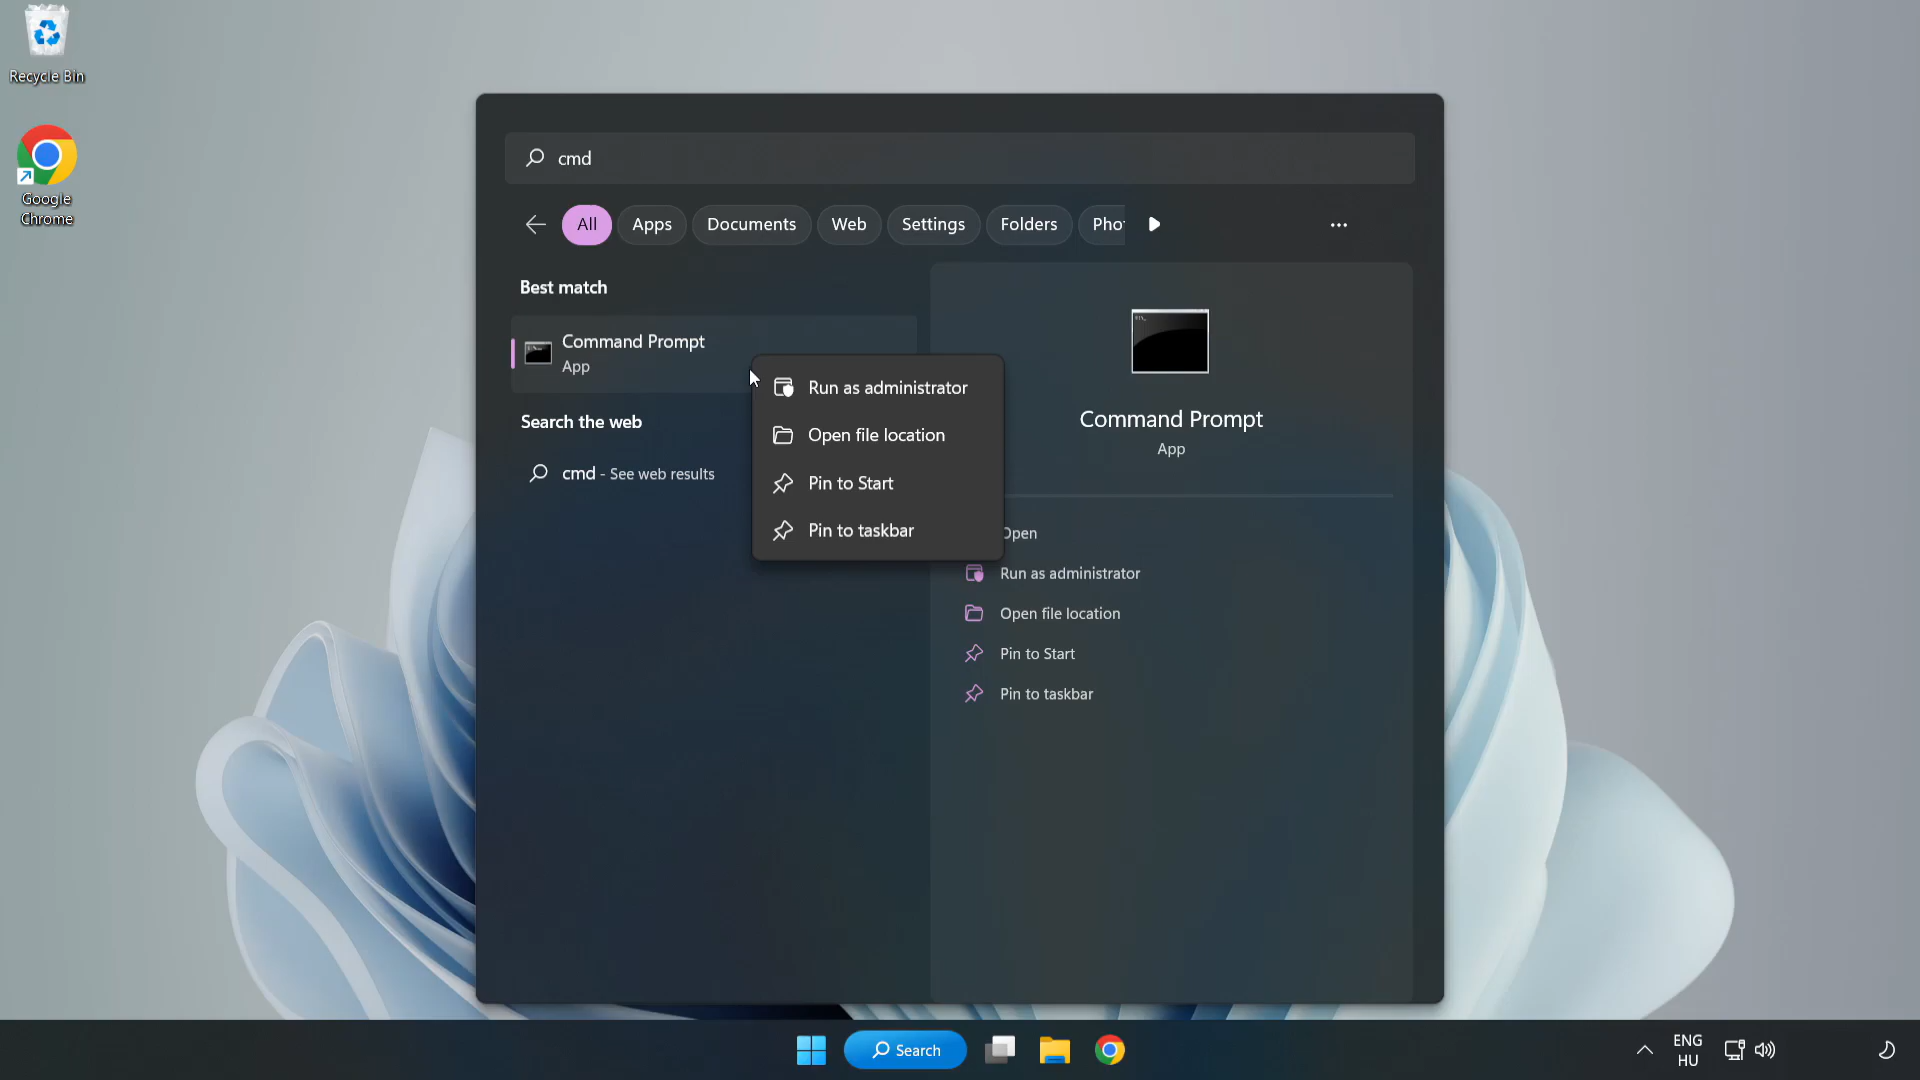 Recycle Bin
Google
Chrome
cmd
All
Apps
Documents
Web
Settings
Folders
Pho
Best match
Command Prompt
App
Search the web
cmd - See web results
Run as administrator
Open file location
Pin to Start
Pin to taskbar
Command Prompt
App
Open
Run as administrator
Open file location
Pin to Start
Pin to taskbar
Search
ENG
HU